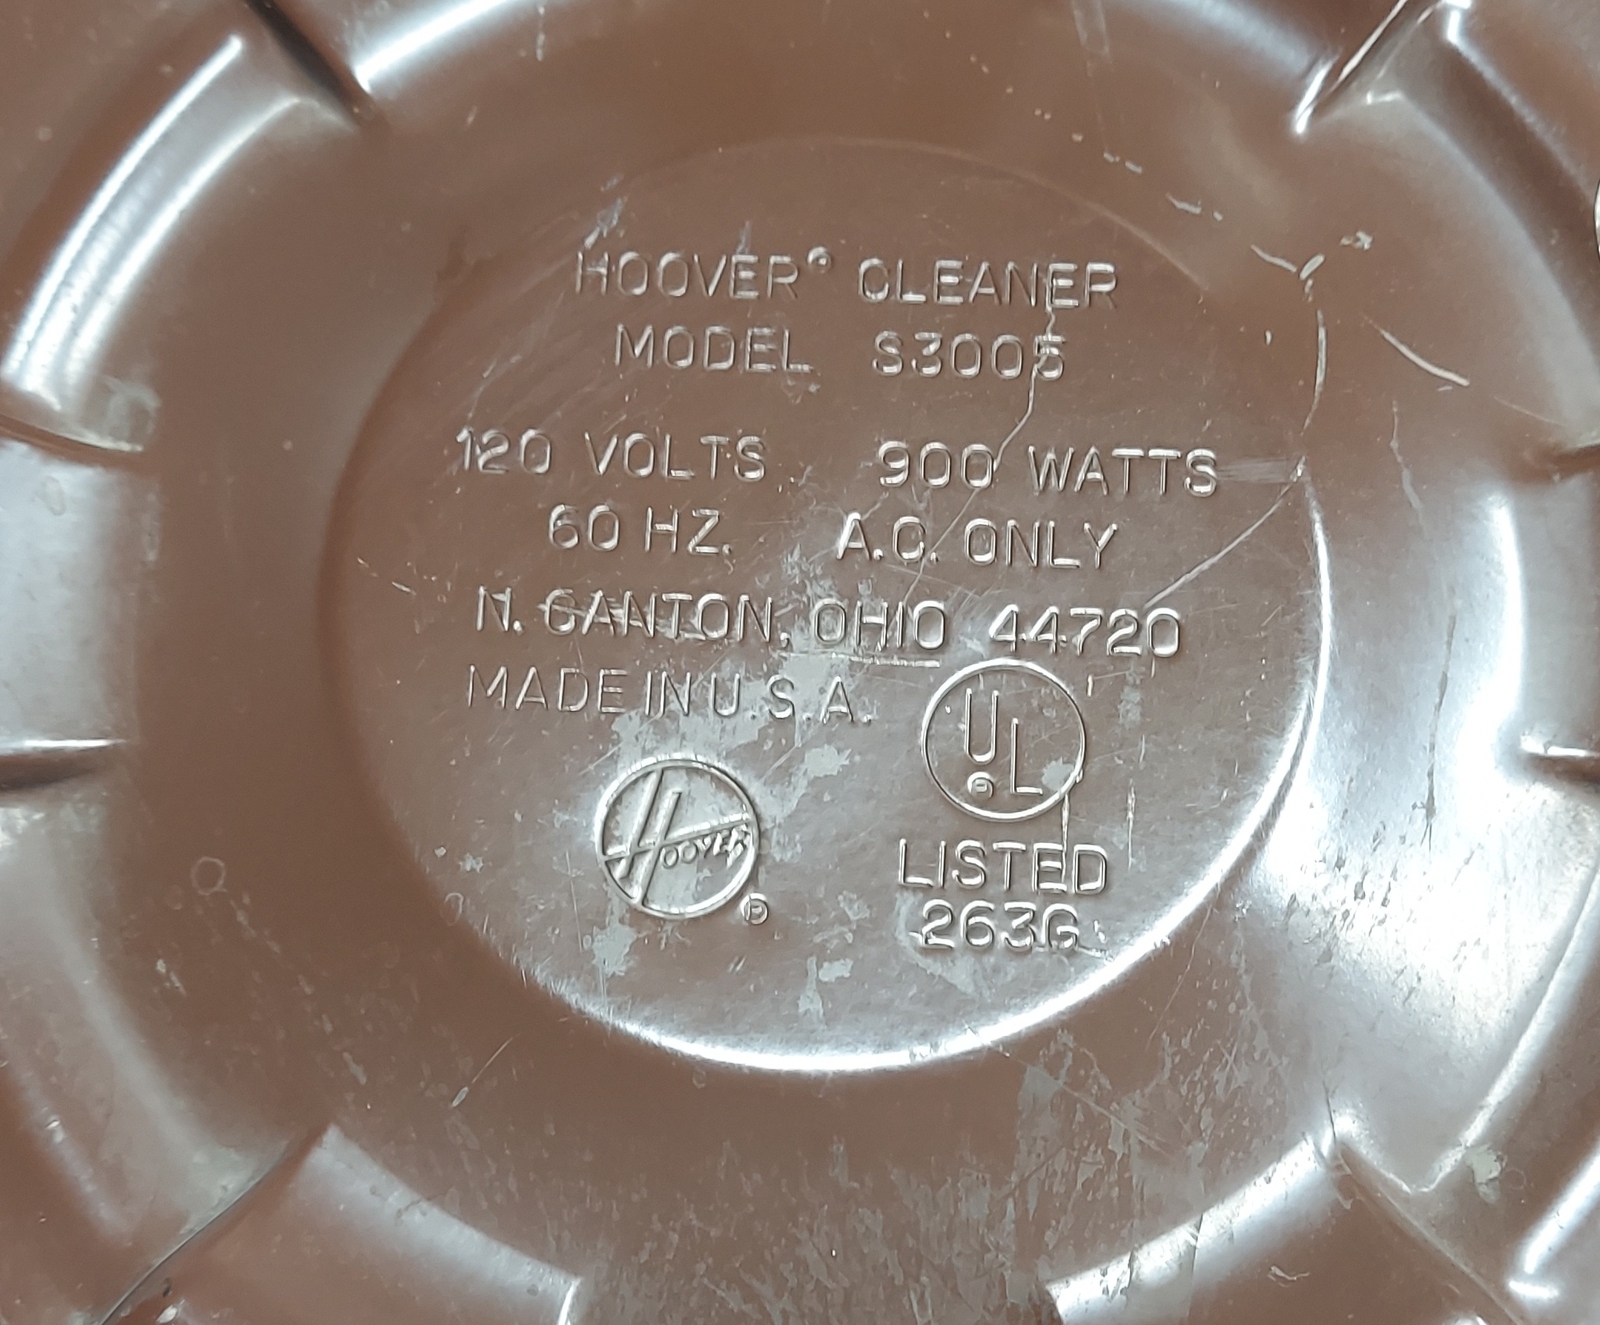 HOOVER® CLEANER
MODEL S3005
120 VOLTS 900 WATTS
60 HZ. A.C. ONLY
N. CANTON, OHIO 44720
MADE IN U.S.A.
UL®
HOOVER ®
LISTED
263G